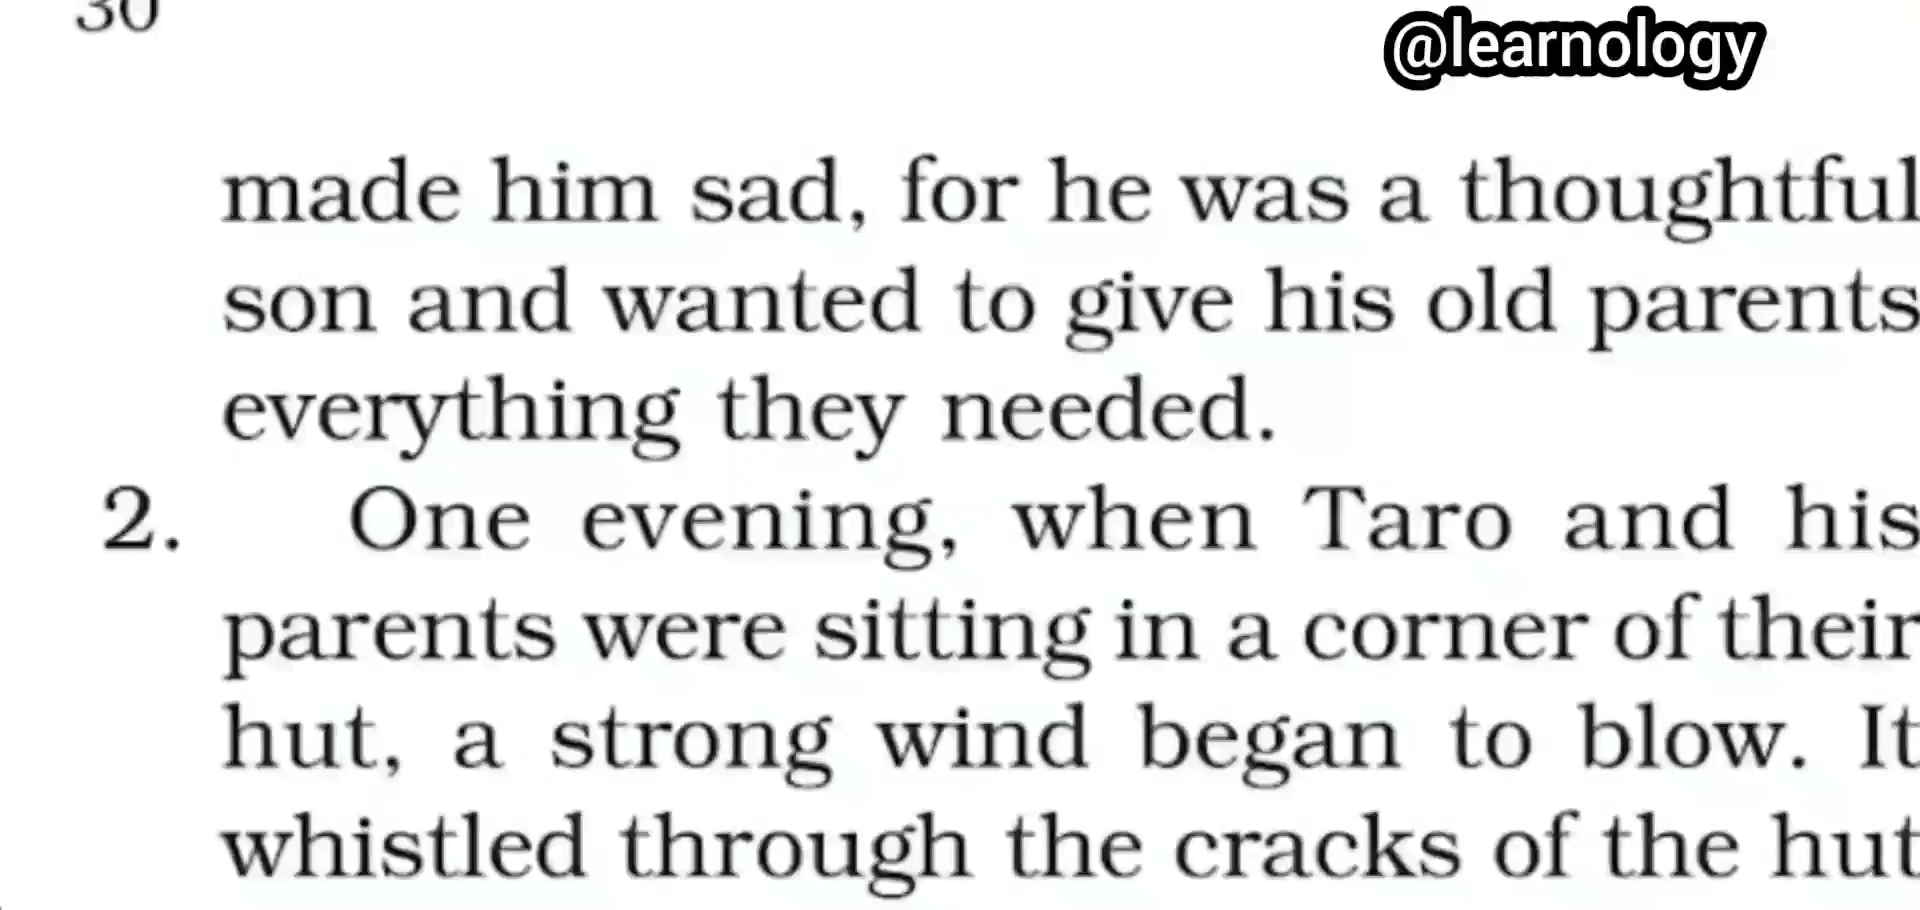 30
@learnology
made him sad, for he was a thoughtful
son and wanted to give his old parents
everything they needed.
2. One evening, when Taro and his
parents were sitting in a corner of their
hut, a strong wind began to blow. It
whistled through the cracks of the hut